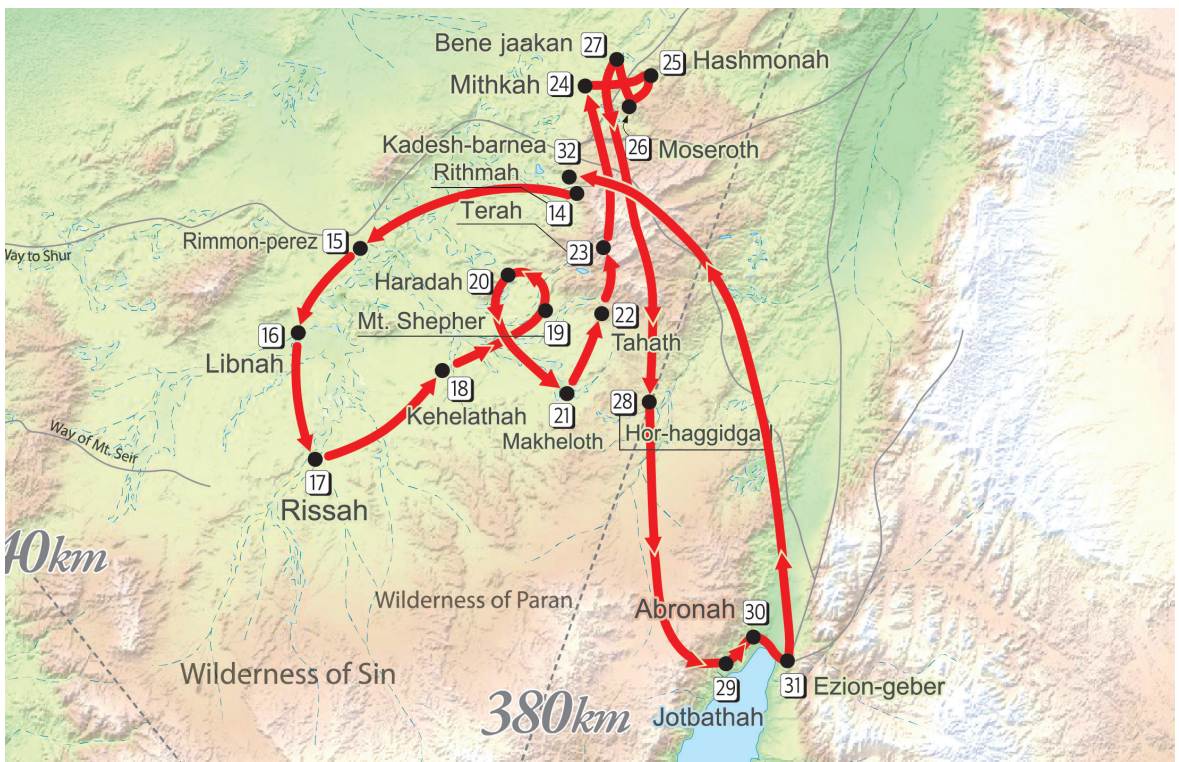 Bene jaakan 27
25 Hashmonah
Mithkah 24
Kadesh-barnea
26 Moseroth
32
Rithmah
14
Terah
Rimmon-perez 15
23
Way to Shur
Haradah 20
Mt. Shepher
19
22
Tahath
16
Libnah
18
Kehelathah
21
Makheloth
28
Hor-haggidgad
Way of Mt. Seir
17
Rissah
40km
Wilderness of Paran
Abronah 30
Wilderness of Sin
29
31 Ezion-geber
380km
Jotbathah